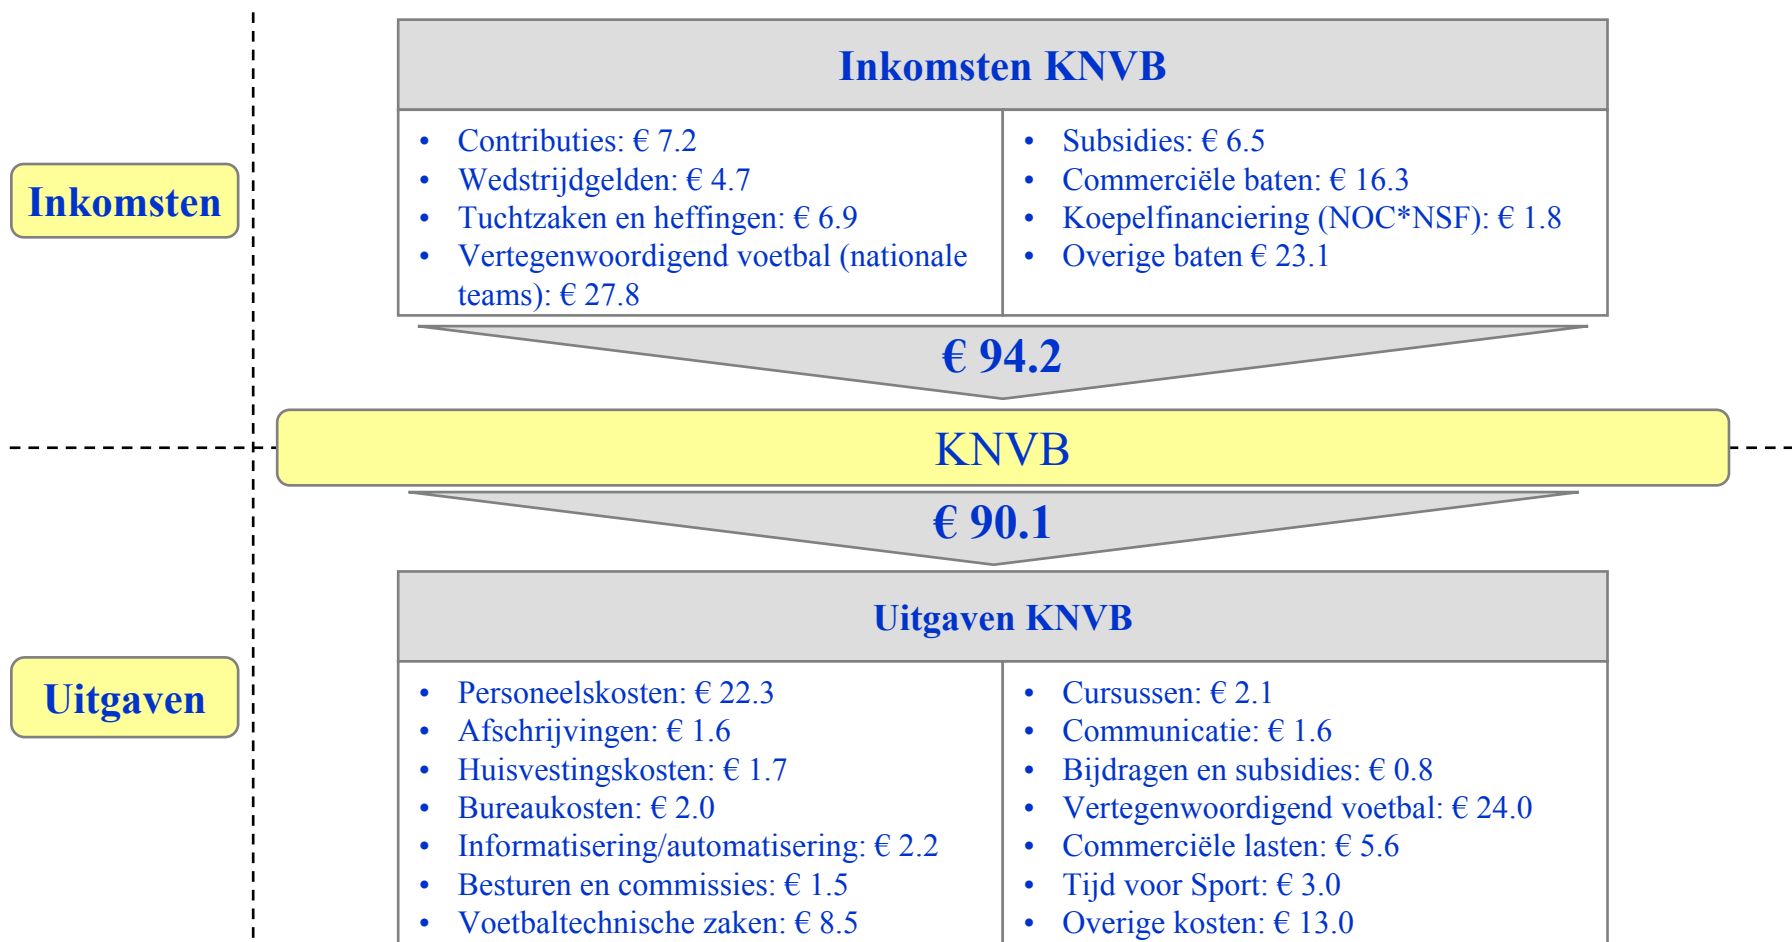 Inkomsten KNVB
• Contributies: € 7.2
• Wedstrijdgelden: € 4.7
• Tuchtzaken en heffingen: € 6.9
• Vertegenwoordigend voetbal (nationale
teams): € 27.8
• Subsidies: € 6.5
• Commerciële baten: € 16.3
• Koepelfinanciering (NOC*NSF): € 1.8
• Overige baten € 23.1
Inkomsten
€ 94.2
KNVB
€ 90.1
Uitgaven KNVB
Uitgaven
• Personeelskosten: € 22.3
• Afschrijvingen: € 1.6
• Huisvestingskosten: € 1.7
• Bureaukosten: € 2.0
• Informatisering/automatisering: € 2.2
• Besturen en commissies: € 1.5
• Voetbaltechnische zaken: € 8.5
• Cursussen: € 2.1
• Communicatie: € 1.6
• Bijdragen en subsidies: € 0.8
• Vertegenwoordigend voetbal: € 24.0
• Commerciële lasten: € 5.6
• Tijd voor Sport: € 3.0
• Overige kosten: € 13.0